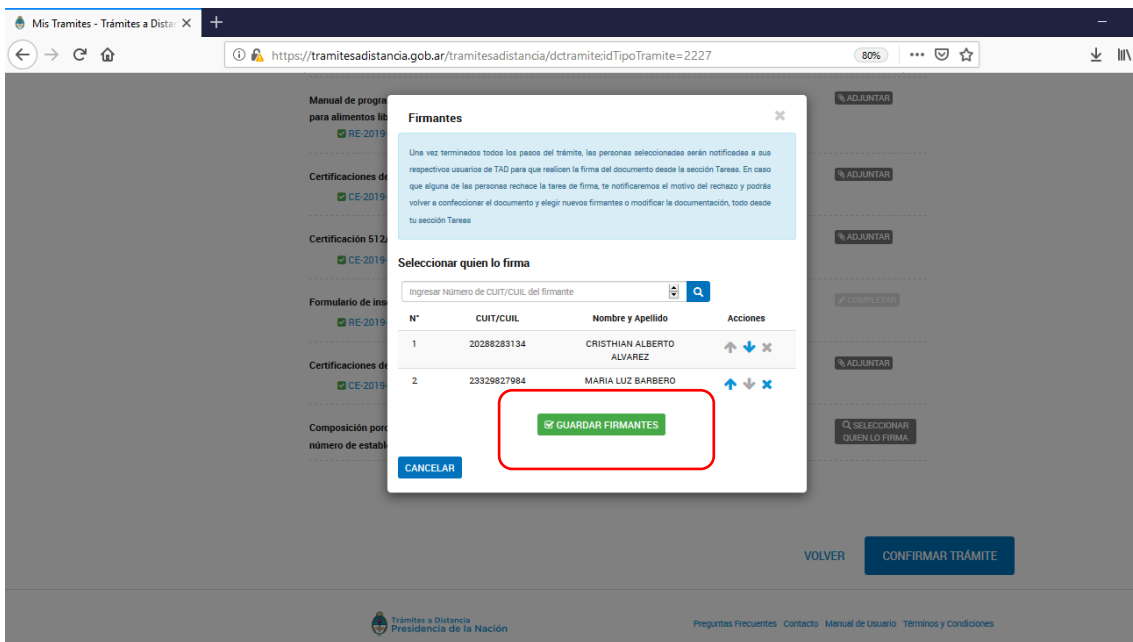 Mis Tramites - Trámites a Distan
https://tramitesadistancia.gob.ar/tramitesadistancia/dctramite;idTipoTramite=2227
80%
Manual de progra
para alimentos lib
RE-2019-
ADJUNTAR
Certificaciones de
CE-2019-
ADJUNTAR
Certificación 512/
CE-2019-
ADJUNTAR
Formulario de ins
RE-2019-
COMPLETAR
Certificaciones de
CE-2019-
ADJUNTAR
Composición porc
número de establ
SELECCIONAR
QUIEN LO FIRMA
Firmantes
Una vez terminados todos los pasos del trámite, las personas seleccionadas serán notificadas a sus
respectivos usuarios de TAD para que realicen la firma del documento desde la sección Tareas. En caso
que alguna de las personas rechace la tarea de firma, te notificaremos el motivo del rechazo y podrás
volver a confeccionar el documento y elegir nuevos firmantes o modificar la documentación, todo desde
tu sección Tareas
Seleccionar quien lo firma
Ingresar Número de CUIT/CUIL del firmante
N° CUIT/CUIL Nombre y Apellido Acciones
1 20288283134 CRISTHIAN ALBERTO
ALVAREZ
2 23329827984 MARIA LUZ BARBERO
GUARDAR FIRMANTES
CANCELAR
VOLVER CONFIRMAR TRÁMITE
Trámites a Distancia
Presidencia de la Nación
Preguntas Frecuentes Contacto Manual de Usuario Términos y Condiciones